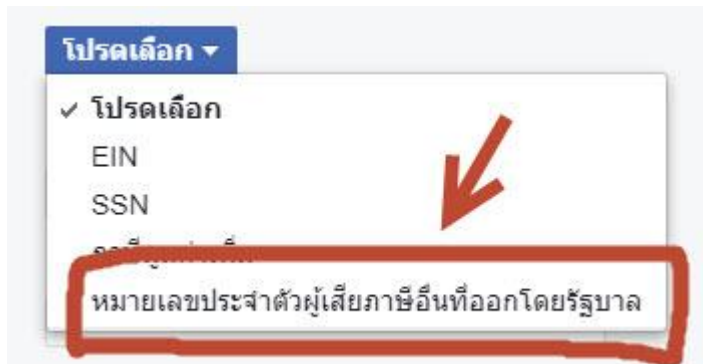 โปรดเลือก
โปรดเลือก
EIN
SSN
หมายเลขประจำตัวผู้เสียภาษีอื่นที่ออกโดยรัฐบาล